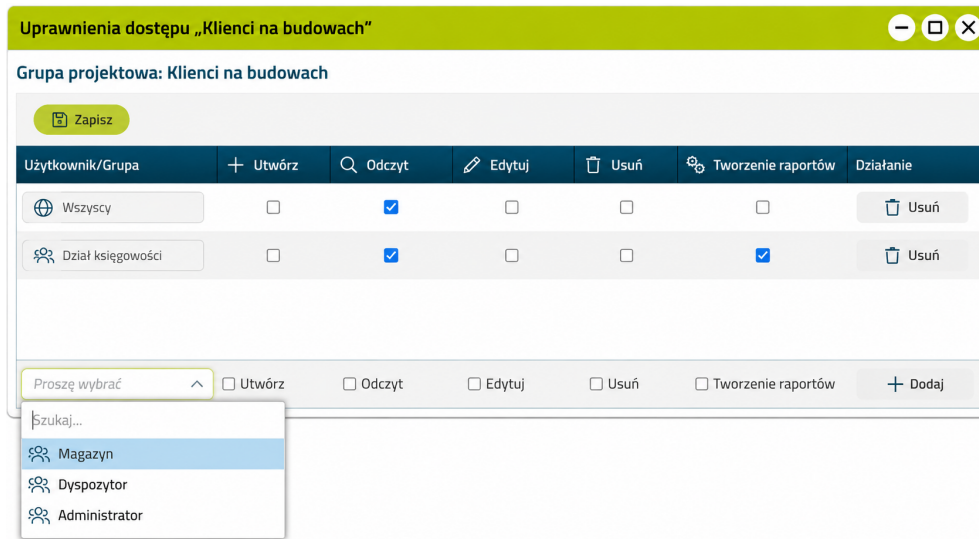 Uprawnienia dostępu „Klienci na budowach”
Grupa projektowa: Klienci na budowach
Zapisz
Użytkownik/Grupa Utwórz Odczyt Edytuj Usuń Tworzenie raportów Działanie
Wszyscy Usuń
Dział księgowości Usuń
Proszę wybrać Utwórz Odczyt Edytuj Usuń Tworzenie raportów Dodaj
Szukaj...
Magazyn
Dyspozytor
Administrator